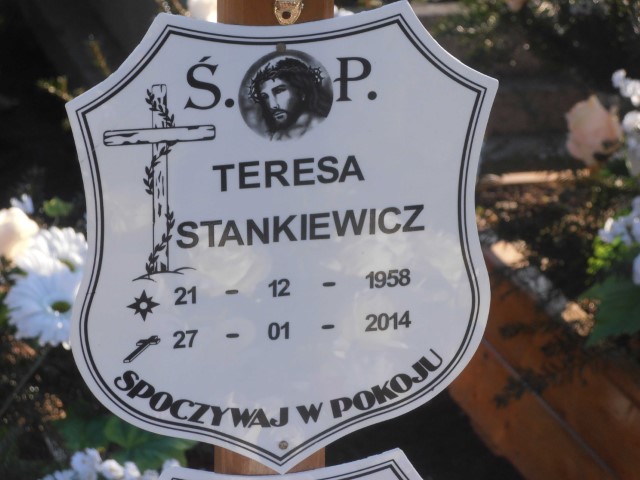 Ś. P.
TERESA
STANKIEWICZ
21 - 12 - 1958
27 - 01 - 2014
SPOCZYWAJ W POKOJU